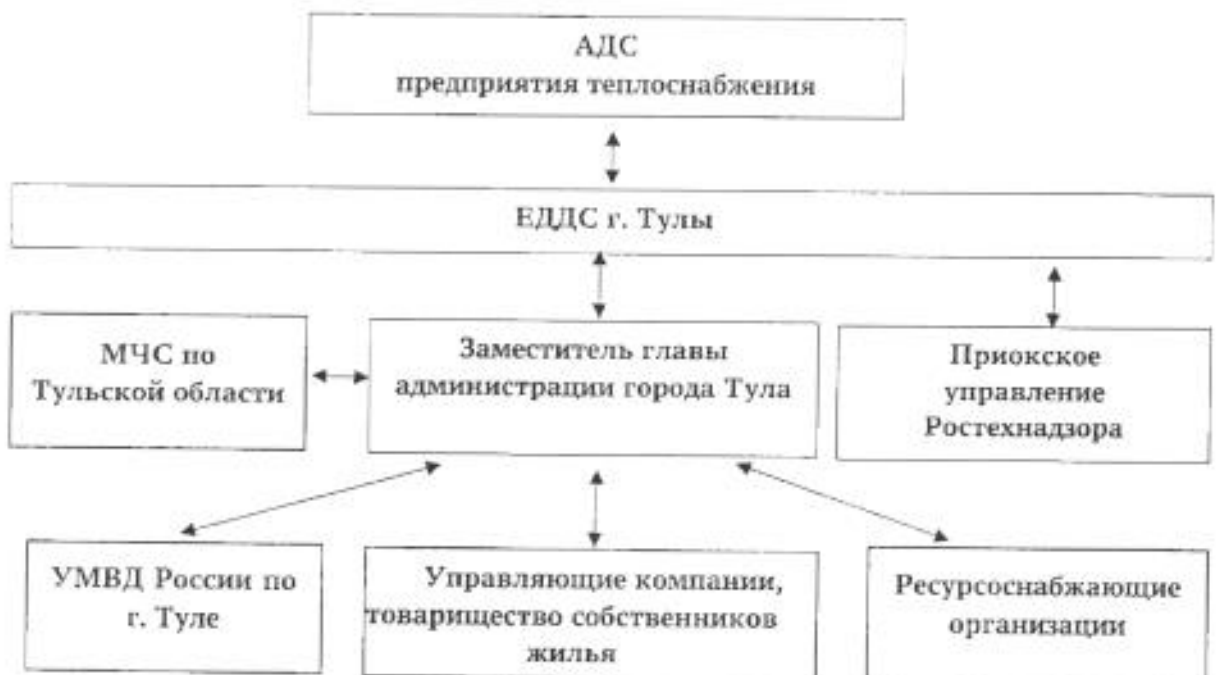 АДС
предприятия теплоснабжения
ЕДДС г. Тулы
МЧС по
Тульской области
Заместитель главы
администрации города Тула
Приокское
управление
Ростехнадзора
УМВД России по
г. Туле
Управляющие компании,
товарищество собственников
жилья
Ресурсоснабжающие
организации